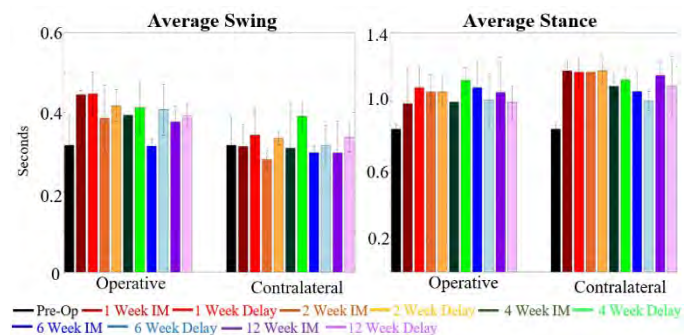 Average Swing Average Stance
0.6 1.4
0.4 1.0
Seconds
0.2 0.6
0.2
0
Operative Contralateral Operative Contralateral
Pre-Op 1 Week IM 1 Week Delay 2 Week IM 2 Week Delay 4 Week IM 4 Week Delay
6 Week IM 6 Week Delay 12 Week IM 12 Week Delay